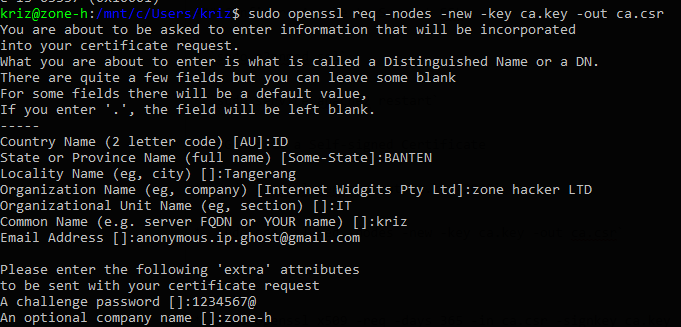 kriz@zone-h:/mnt/c/Users/kriz$ sudo openssl req -nodes -new -key ca.key -out ca.csr
You are about to be asked to enter information that will be incorporated
into your certificate request.
What you are about to enter is what is called a Distinguished Name or a DN.
There are quite a few fields but you can leave some blank
For some fields there will be a default value,
If you enter '.', the field will be left blank.
-----
Country Name (2 letter code) [AU]:ID
State or Province Name (full name) [Some-State]:BANTEN
Locality Name (eg, city) []:Tangerang
Organization Name (eg, company) [Internet Widgits Pty Ltd]:zone hacker LTD
Organizational Unit Name (eg, section) []:IT
Common Name (e.g. server FQDN or YOUR name) []:kriz
Email Address []:anonymous.ip.ghost@gmail.com

Please enter the following 'extra' attributes
to be sent with your certificate request
A challenge password []:1234567@
An optional company name []:zone-h